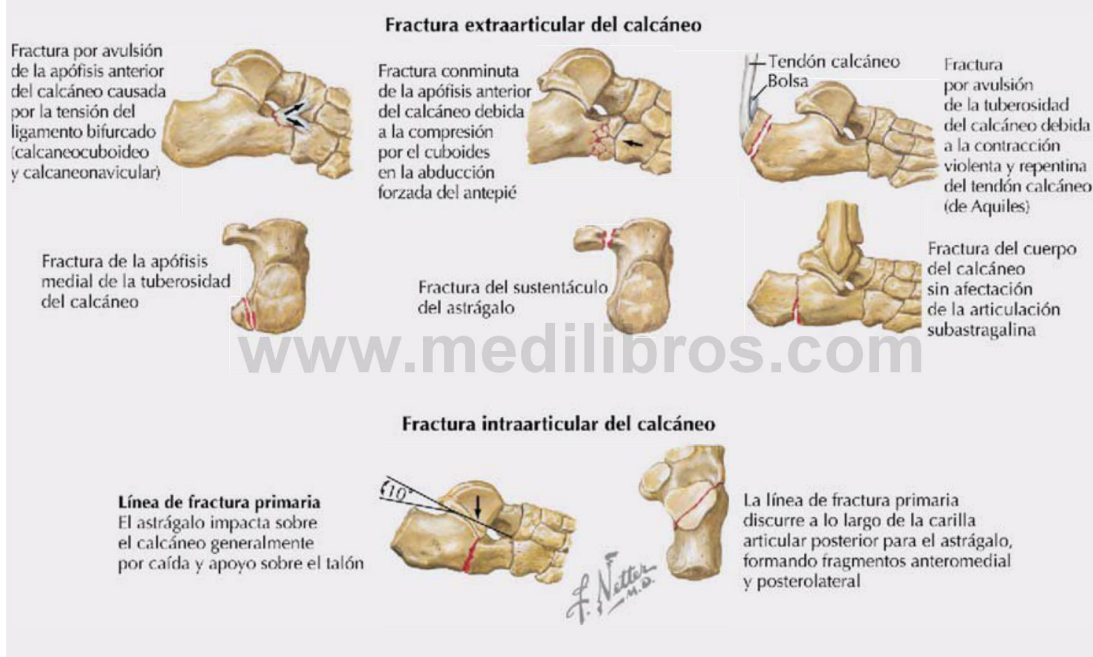 Fractura extraarticular del calcáneo
Fractura por avulsión
de la apófisis anterior
del calcáneo causada
por la tensión del
ligamento bifurcado
(calcaneocuboideo
y calcaneonavicular)
Fractura conminuta
de la apófisis anterior
del calcáneo debida
a la compresión
por el cuboides
en la abducción
forzada del antepié
Tendón calcáneo
Bolsa
Fractura
por avulsión
de la tuberosidad
del calcáneo debida
a la contracción
violenta y repentina
del tendón calcáneo
(de Aquiles)
Fractura de la apófisis
medial de la tuberosidad
del calcáneo
Fractura del sustentáculo
del astrágalo
Fractura del cuerpo
del calcáneo
sin afectación
de la articulación
subastragalina
www.medilibros.com
Fractura intraarticular del calcáneo
Línea de fractura primaria
El astrágalo impacta sobre
el calcáneo generalmente
por caída y apoyo sobre el talón
10°
La línea de fractura primaria
discurre a lo largo de la carilla
articular posterior para el astrágalo,
formando fragmentos anteromedial
y posterolateral
F. Netter
M.D.